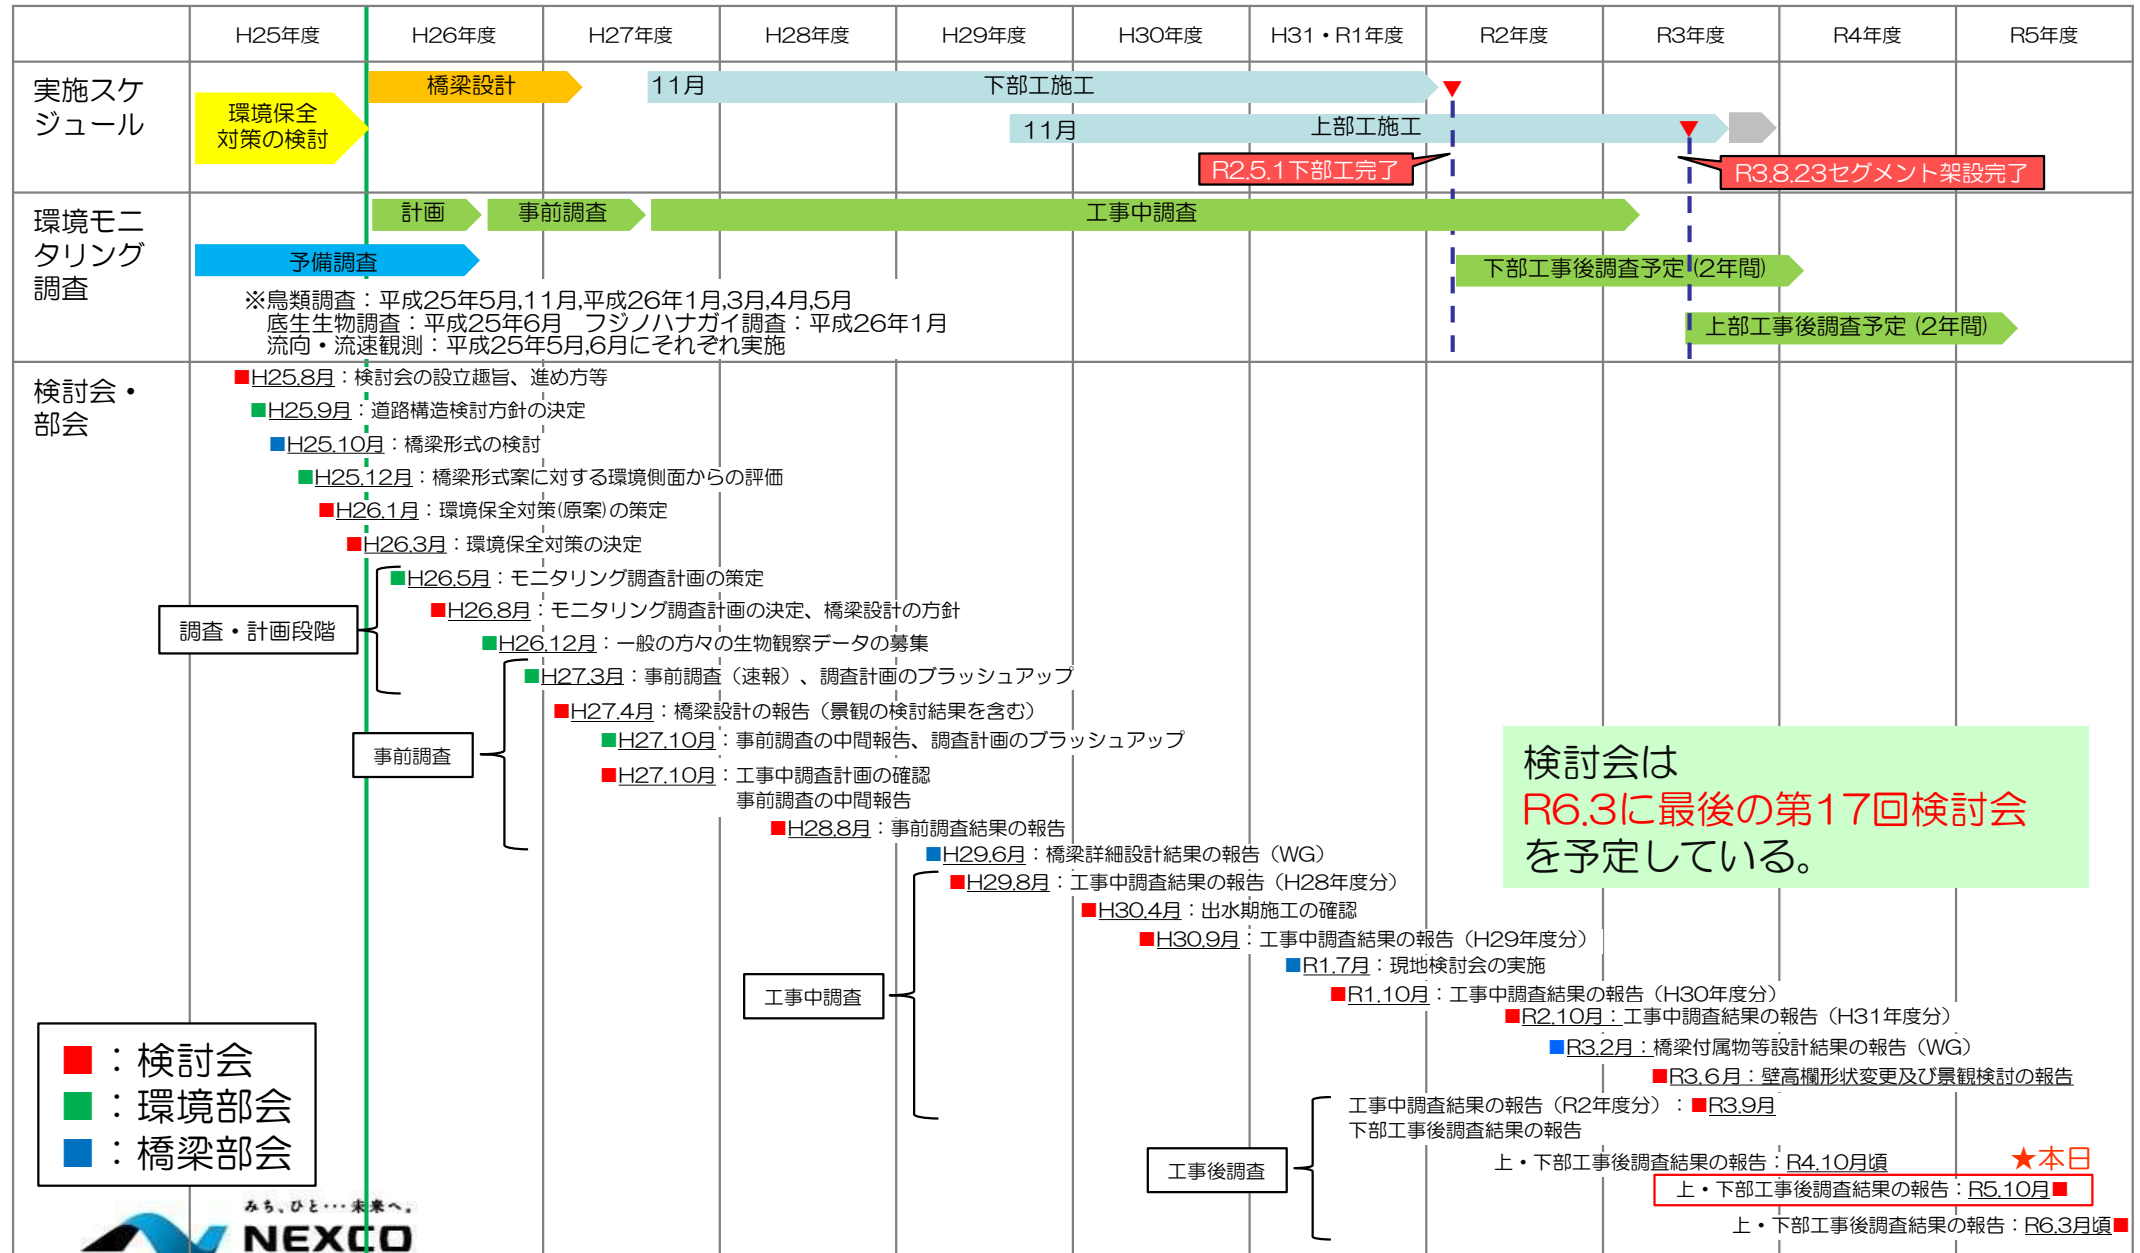 H25年度 H26年度 H27年度 H28年度 H29年度 H30年度 H31・R1年度 R2年度 R3年度 R4年度 R5年度
実施スケ
ジュール
環境保全
対策の検討
橋梁設計
11月 下部工施工
11月 上部工施工
R2.5.1下部工完了
R3.8.23セグメント架設完了
環境モニ
タリング
調査
計画
事前調査
工事中調査
予備調査
下部工事後調査予定 (2年間)
上部工事後調査予定 (2年間)
※鳥類調査：平成25年5月,11月,平成26年1月,3月,4月,5月
底生生物調査：平成25年6月　フジノハナガイ調査：平成26年1月
流向・流速観測：平成25年5月,6月にそれぞれ実施
検討会・
部会
■H25.8月：検討会の設立趣旨、進め方等
■H25.9月：道路構造検討方針の決定
■H25.10月：橋梁形式の検討
■H25.12月：橋梁形式案に対する環境側面からの評価
■H26.1月：環境保全対策(原案)の策定
■H26.3月：環境保全対策の決定
調査・計画段階
■H26.5月：モニタリング調査計画の策定
■H26.8月：モニタリング調査計画の決定、橋梁設計の方針
■H26.12月：一般の方々の生物観察データの募集
■H27.3月：事前調査（速報）、調査計画のブラッシュアップ
事前調査
■H27.4月：橋梁設計の報告（景観の検討結果を含む）
■H27.10月：事前調査の中間報告、調査計画のブラッシュアップ
■H27.10月：工事中調査計画の確認
事前調査の中間報告
■H28.8月：事前調査結果の報告
■H29.6月：橋梁詳細設計結果の報告（WG）
工事中調査
■H29.8月：工事中調査結果の報告（H28年度分）
■H30.4月：出水期施工の確認
■H30.9月：工事中調査結果の報告（H29年度分）
■R1.7月：現地検討会の実施
■R1.10月：工事中調査結果の報告（H30年度分）
■R2.10月：工事中調査結果の報告（H31年度分）
■R3.2月：橋梁付属物等設計結果の報告（WG）
■R3.6月：壁高欄形状変更及び景観検討の報告
工事後調査
工事中調査結果の報告（R2年度分）：■R3.9月
下部工事後調査結果の報告
上・下部工事後調査結果の報告：R4.10月頃
★本日
上・下部工事後調査結果の報告：R5.10月■
上・下部工事後調査結果の報告：R6.3月頃■
検討会は
R6.3に最後の第17回検討会
を予定している。
■：検討会
■：環境部会
■：橋梁部会
みち、ひと…未来へ。
NEXCO